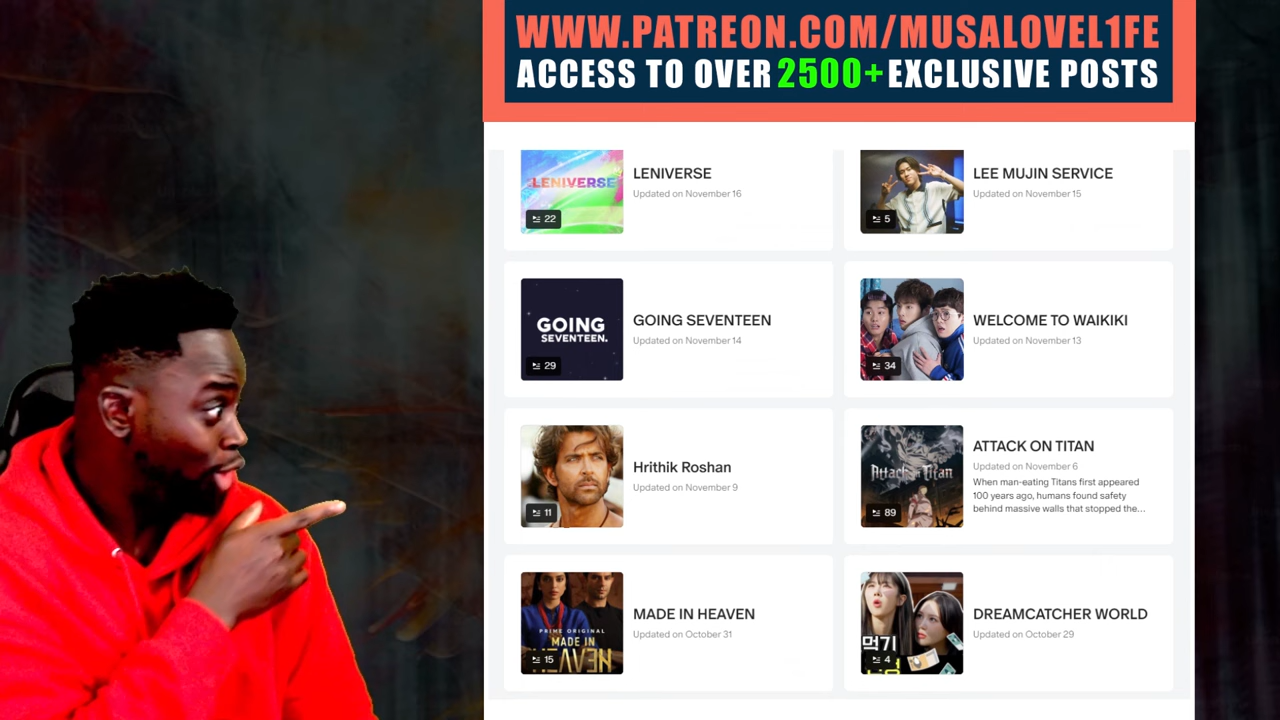 WWW.PATREON.COM/MUSALOVEL1FE
ACCESS TO OVER 2500+ EXCLUSIVE POSTS
LENIVERSE
22
LENIVERSE
Updated on November 16
5
LEE MUJIN SERVICE
Updated on November 15
GOING
SEVENTEEN.
29
GOING SEVENTEEN
Updated on November 14
34
WELCOME TO WAIKIKI
Updated on November 13
11
Hrithik Roshan
Updated on November 9
Attack on Titan
89
ATTACK ON TITAN
Updated on November 6
When man-eating Titans first appeared
100 years ago, humans found safety
behind massive walls that stopped the...
PRIME ORIGINAL
MADE IN
HEAVEN
15
MADE IN HEAVEN
Updated on October 31
먹기
4
DREAMCATCHER WORLD
Updated on October 29